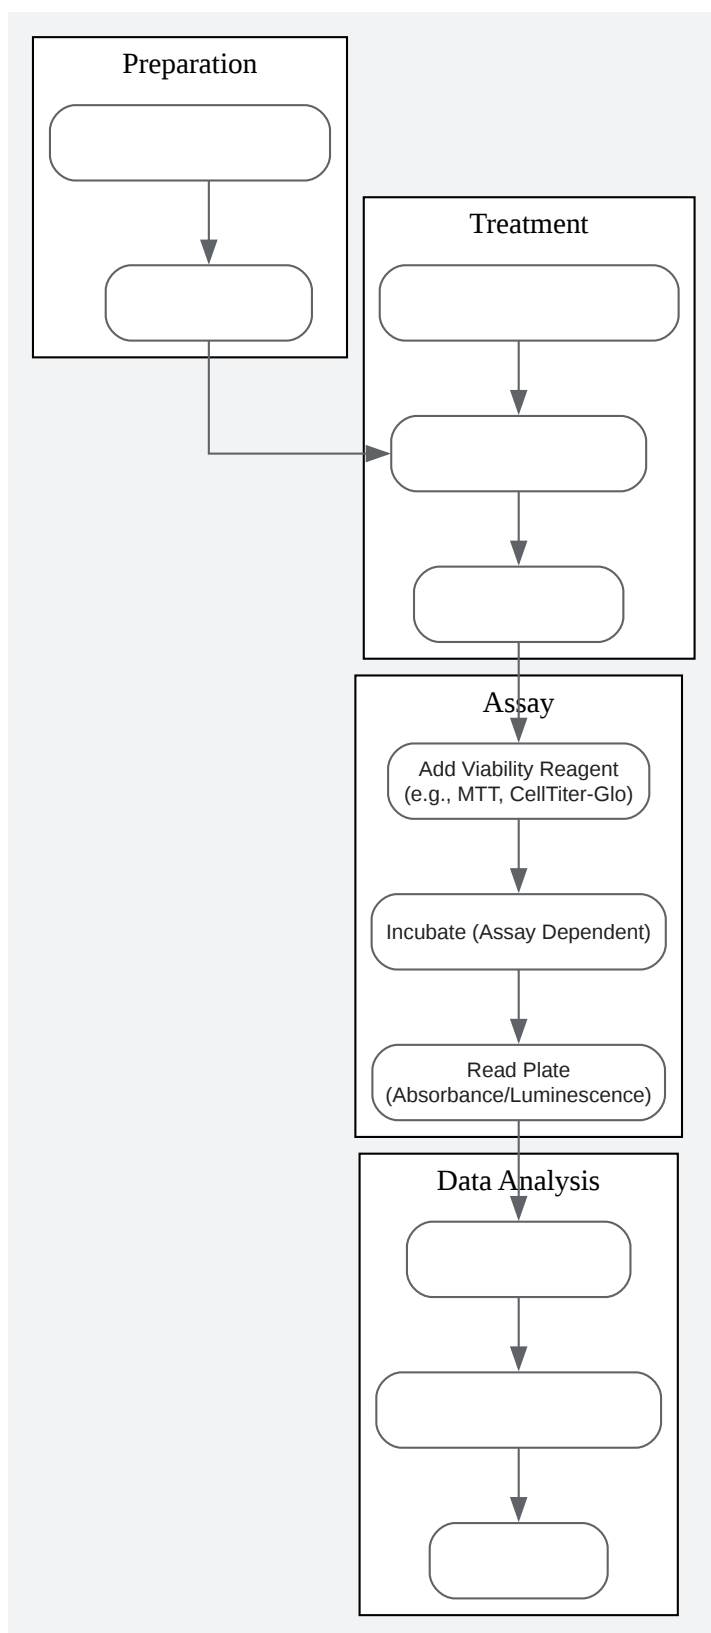 Preparation
Treatment
Assay
Add Viability Reagent
(e.g., MTT, CellTiter-Glo)
Incubate (Assay Dependent)
Read Plate
(Absorbance/Luminescence)
Data Analysis